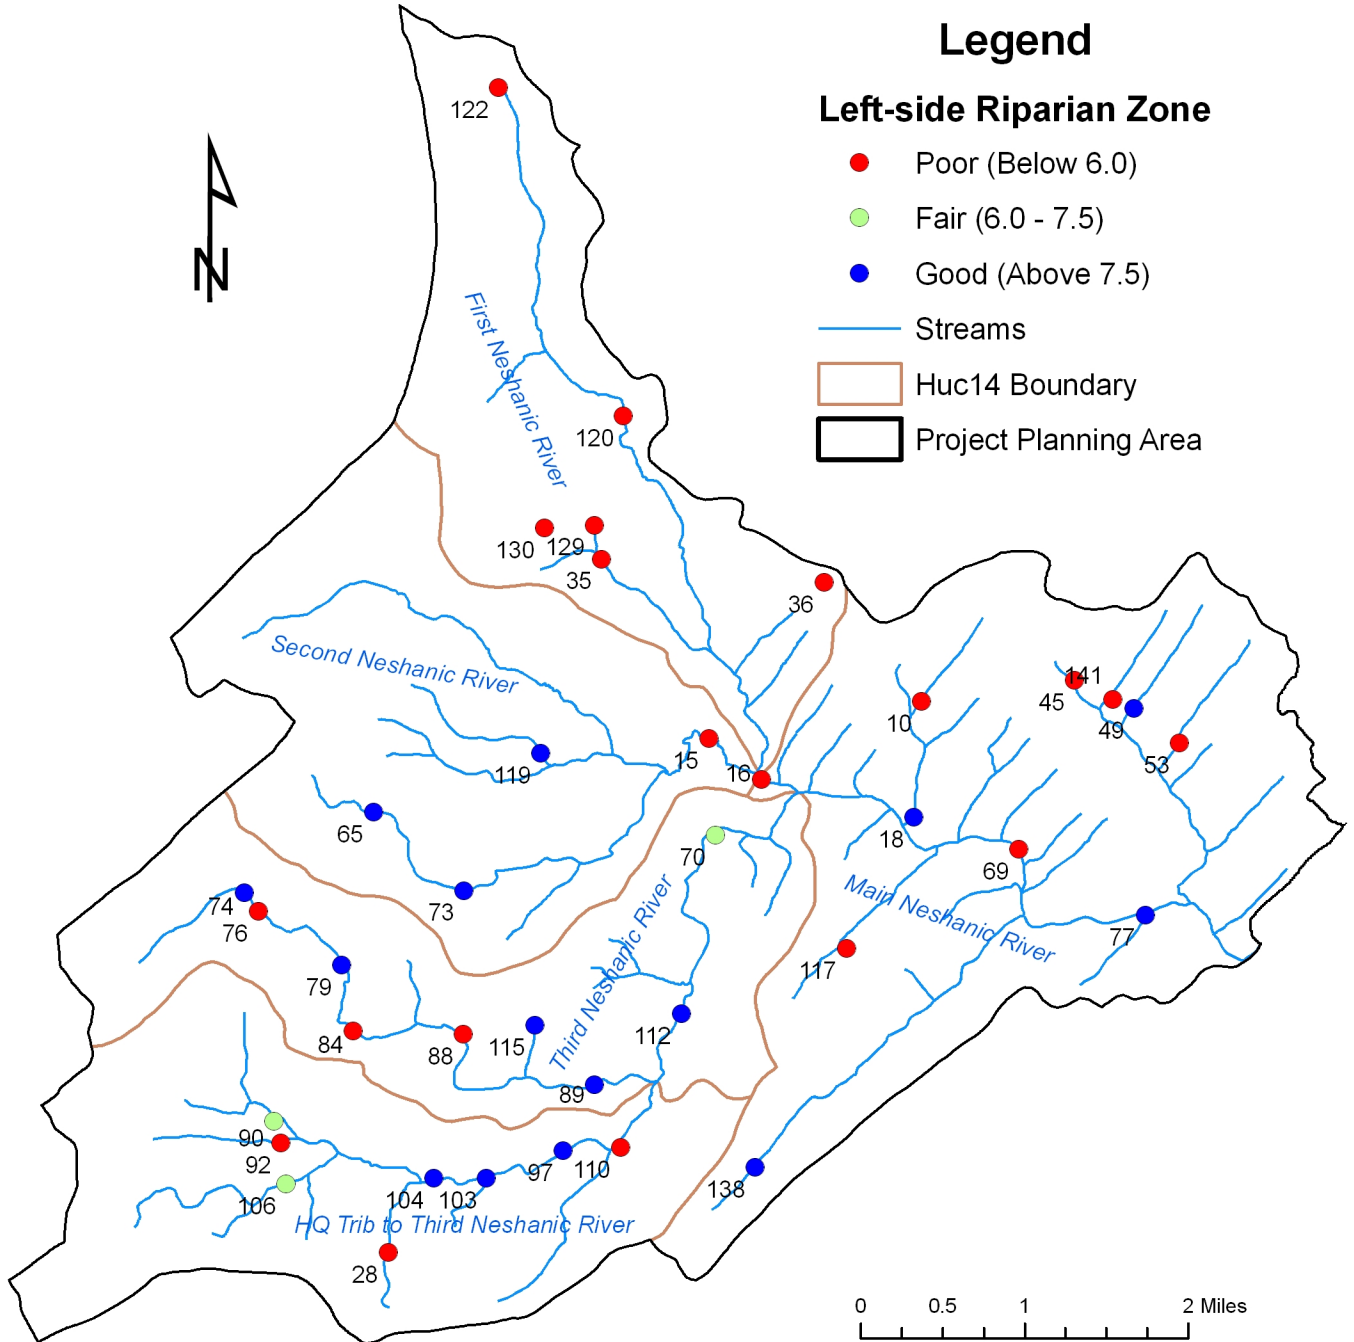 Legend
Left-side Riparian Zone
Poor (Below 6.0)
Fair (6.0 - 7.5)
Good (Above 7.5)
Streams
Huc14 Boundary
Project Planning Area
N
122
First Neshanic River
120
130
129
35
36
Second Neshanic River
141
45
10
49
15
16
53
119
65
18
70
69
73
74
76
Main Neshanic River
77
117
79
Third Neshanic River
84
88
115
112
89
90
92
97
110
106
104
103
138
HQ Trib to Third Neshanic River
28
0
0.5
1
2 Miles